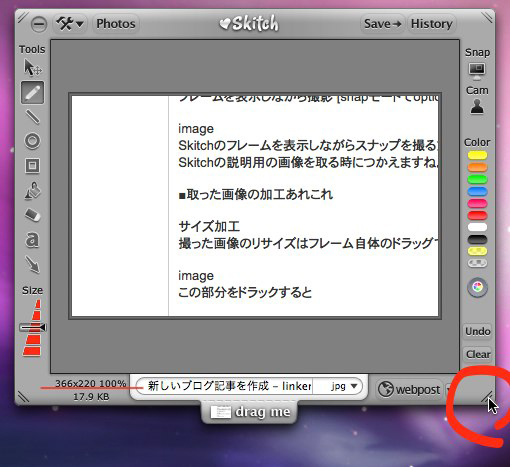 Photos
Skitch
Save
History
Tools
Snap
Cam
フレームを表示しながら撮影 [snapモードでoptic
image
Skitchのフレームを表示しながらスナップを撮る
Skitchの説明用の画像を取る時につかえますね。
■取った画像の加工あれこれ
サイズ加工
撮った画像のリサイズはフレーム自体のドラッグで
image
この部分をドラックすると
Color
a
Size
Undo
Clear
366x220 100%
17.9 KB
新しいブログ記事を作成 – linker
jpg
webpost
drag me